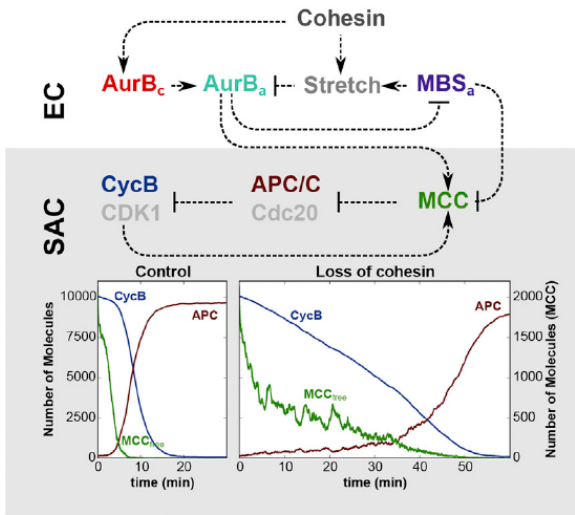 Cohesin
EC
AurBc AurBa Stretch MBSa
SAC
CycB APC/C MCC
CDK1 Cdc20
Control Loss of cohesin
Number of Molecules
10000
7500
5000
2500
0
CycB
APC
MCCfree
0 10 20
time (min)
CycB
APC
MCCfree
0 10 20 30 40 50
time (min)
2000
1500
1000
500
0
Number of Molecules (MCC)